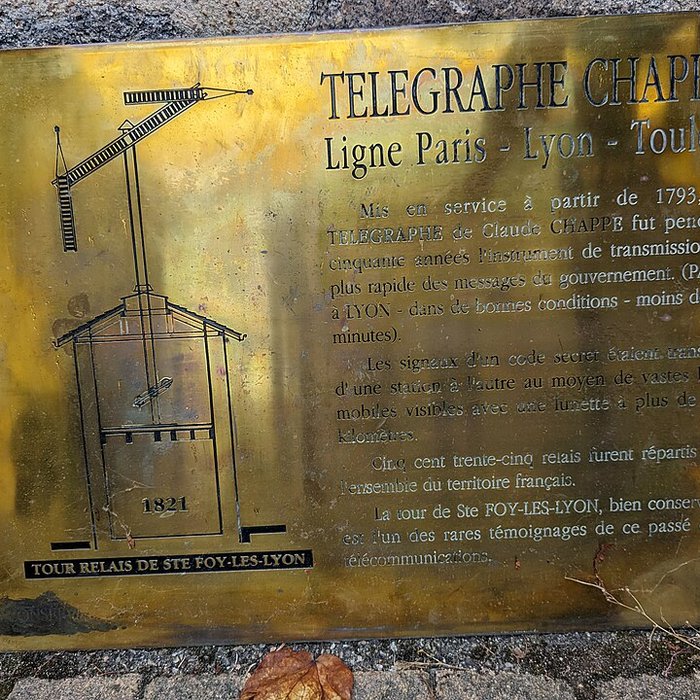 TELEGRAPHE CHAPP
Ligne Paris - Lyon - Toul
Mis en service à partir de 1793,
TELEGRAPHE de Claude CHAPPE fut pend
cinquante années l'instrument de transmissio
plus rapide des messages du gouvernement. (PA
à LYON - dans de bonnes conditions - moins d
minutes).
Les signaux d'un code secret étaient trans
d'une station à l'autre au moyen de vastes
mobiles visibles avec une lunette à plus de
kilomètres.
Cinq cent trente-cinq relais furent répartis
l'ensemble du territoire français.
La tour de Ste FOY-LES-LYON, bien conser
est l'un des rares témoignages de ce passé
télécommunications.
1821
TOUR RELAIS DE STE FOY-LES-LYON